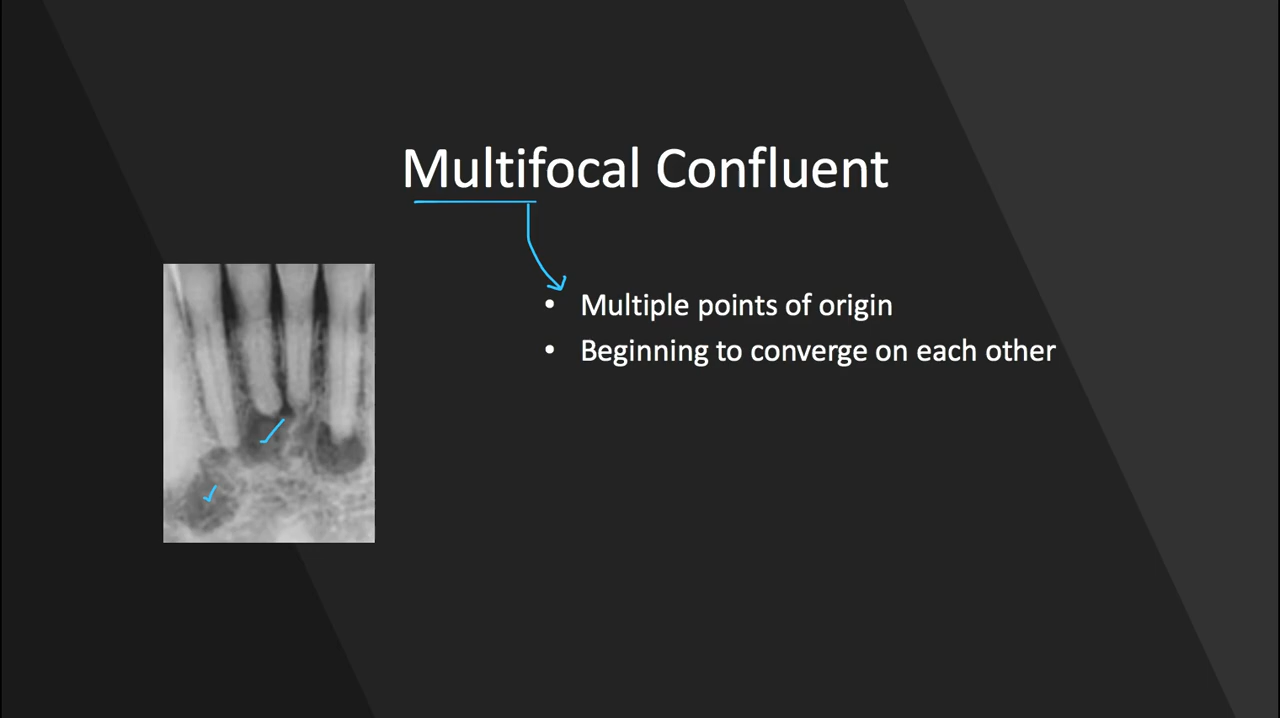 Multifocal Confluent
• Multiple points of origin
• Beginning to converge on each other